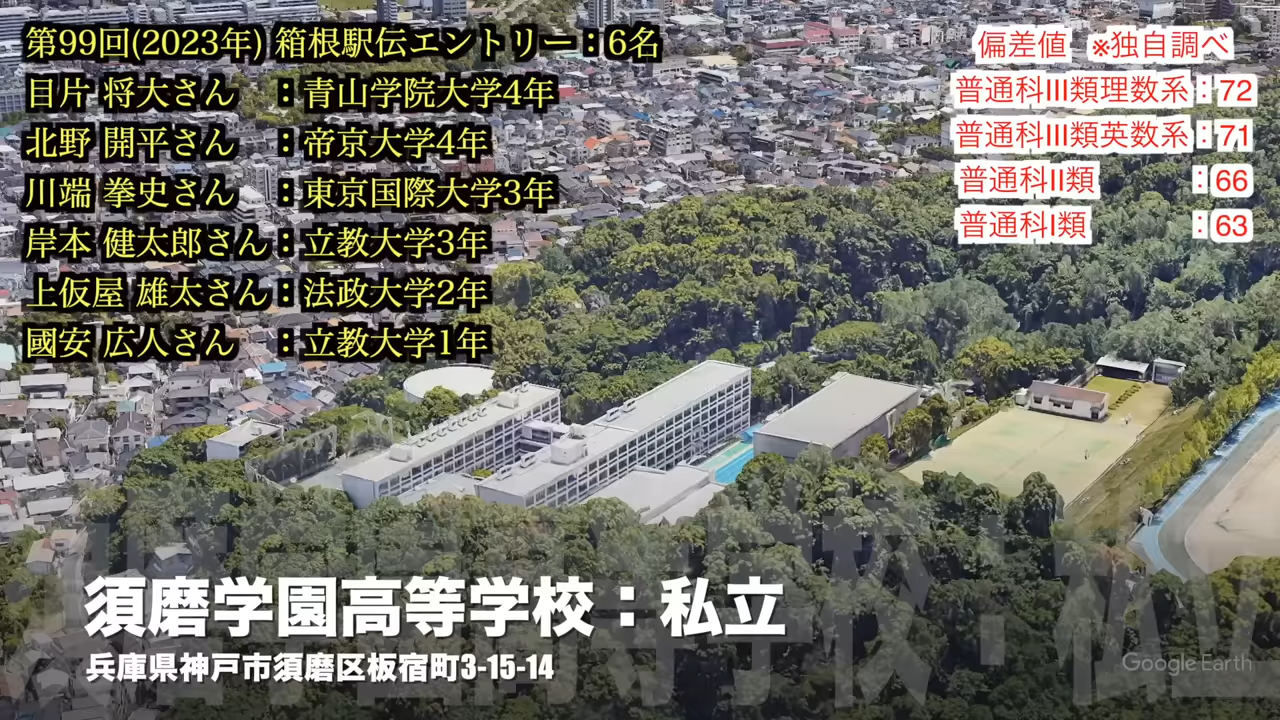 第99回(2023年) 箱根駅伝エントリー：6名
目片 将大さん　：青山学院大学4年
北野 開平さん　：帝京大学4年
川端 拳史さん　：東京国際大学3年
岸本 健太郎さん：立教大学3年
上仮屋 雄太さん：法政大学2年
國安 広人さん　：立教大学1年
偏差値　※独自調べ
普通科III類理数系：72
普通科III類英数系：71
普通科II類　　　：66
普通科I類　　　：63
須磨学園高等学校：私立
兵庫県神戸市須磨区板宿町3-15-14
Google Earth